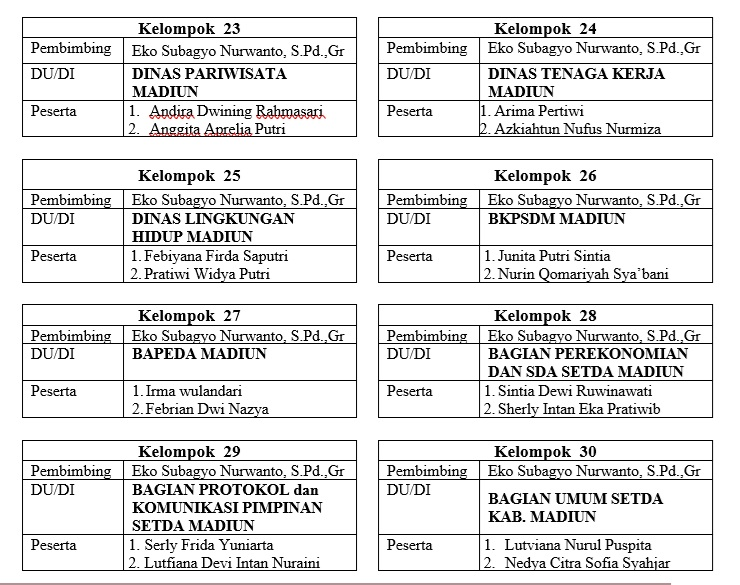 Kelompok 23
Pembimbing Eko Subagyo Nurwanto, S.Pd.,Gr
DU/DI DINAS PARIWISATA
MADIUN
Peserta 1. Andira Dwining Rahmasari
2. Anggita Aprelia Putri
Kelompok 24
Pembimbing Eko Subagyo Nurwanto, S.Pd.,Gr
DU/DI DINAS TENAGA KERJA
MADIUN
Peserta 1. Arima Pertiwi
2. Azkiahtun Nufus Nurmiza
Kelompok 25
Pembimbing Eko Subagyo Nurwanto, S.Pd.,Gr
DU/DI DINAS LINGKUNGAN
HIDUP MADIUN
Peserta 1. Febiyana Firda Saputri
2. Pratiwi Widya Putri
Kelompok 26
Pembimbing Eko Subagyo Nurwanto, S.Pd.,Gr
DU/DI BKPSDM MADIUN
Peserta 1. Junita Putri Sintia
2. Nurin Qomariyah Sya’bani
Kelompok 27
Pembimbing Eko Subagyo Nurwanto, S.Pd.,Gr
DU/DI BAPEDA MADIUN
Peserta 1. Irma wulandari
2. Febrian Dwi Nazya
Kelompok 28
Pembimbing Eko Subagyo Nurwanto, S.Pd.,Gr
DU/DI BAGIAN PEREKONOMIAN
DAN SDA SETDA MADIUN
Peserta 1. Sintia Dewi Ruwinawati
2. Sherly Intan Eka Pratiwib
Kelompok 29
Pembimbing Eko Subagyo Nurwanto, S.Pd.,Gr
DU/DI BAGIAN PROTOKOL dan
KOMUNIKASI PIMPINAN
SETDA MADIUN
Peserta 1. Serly Frida Yuniarta
2. Lutfiana Devi Intan Nuraini
Kelompok 30
Pembimbing Eko Subagyo Nurwanto, S.Pd.,Gr
DU/DI BAGIAN UMUM SETDA
KAB. MADIUN
Peserta 1. Lutviana Nurul Puspita
2. Nedya Citra Sofia Syahjar